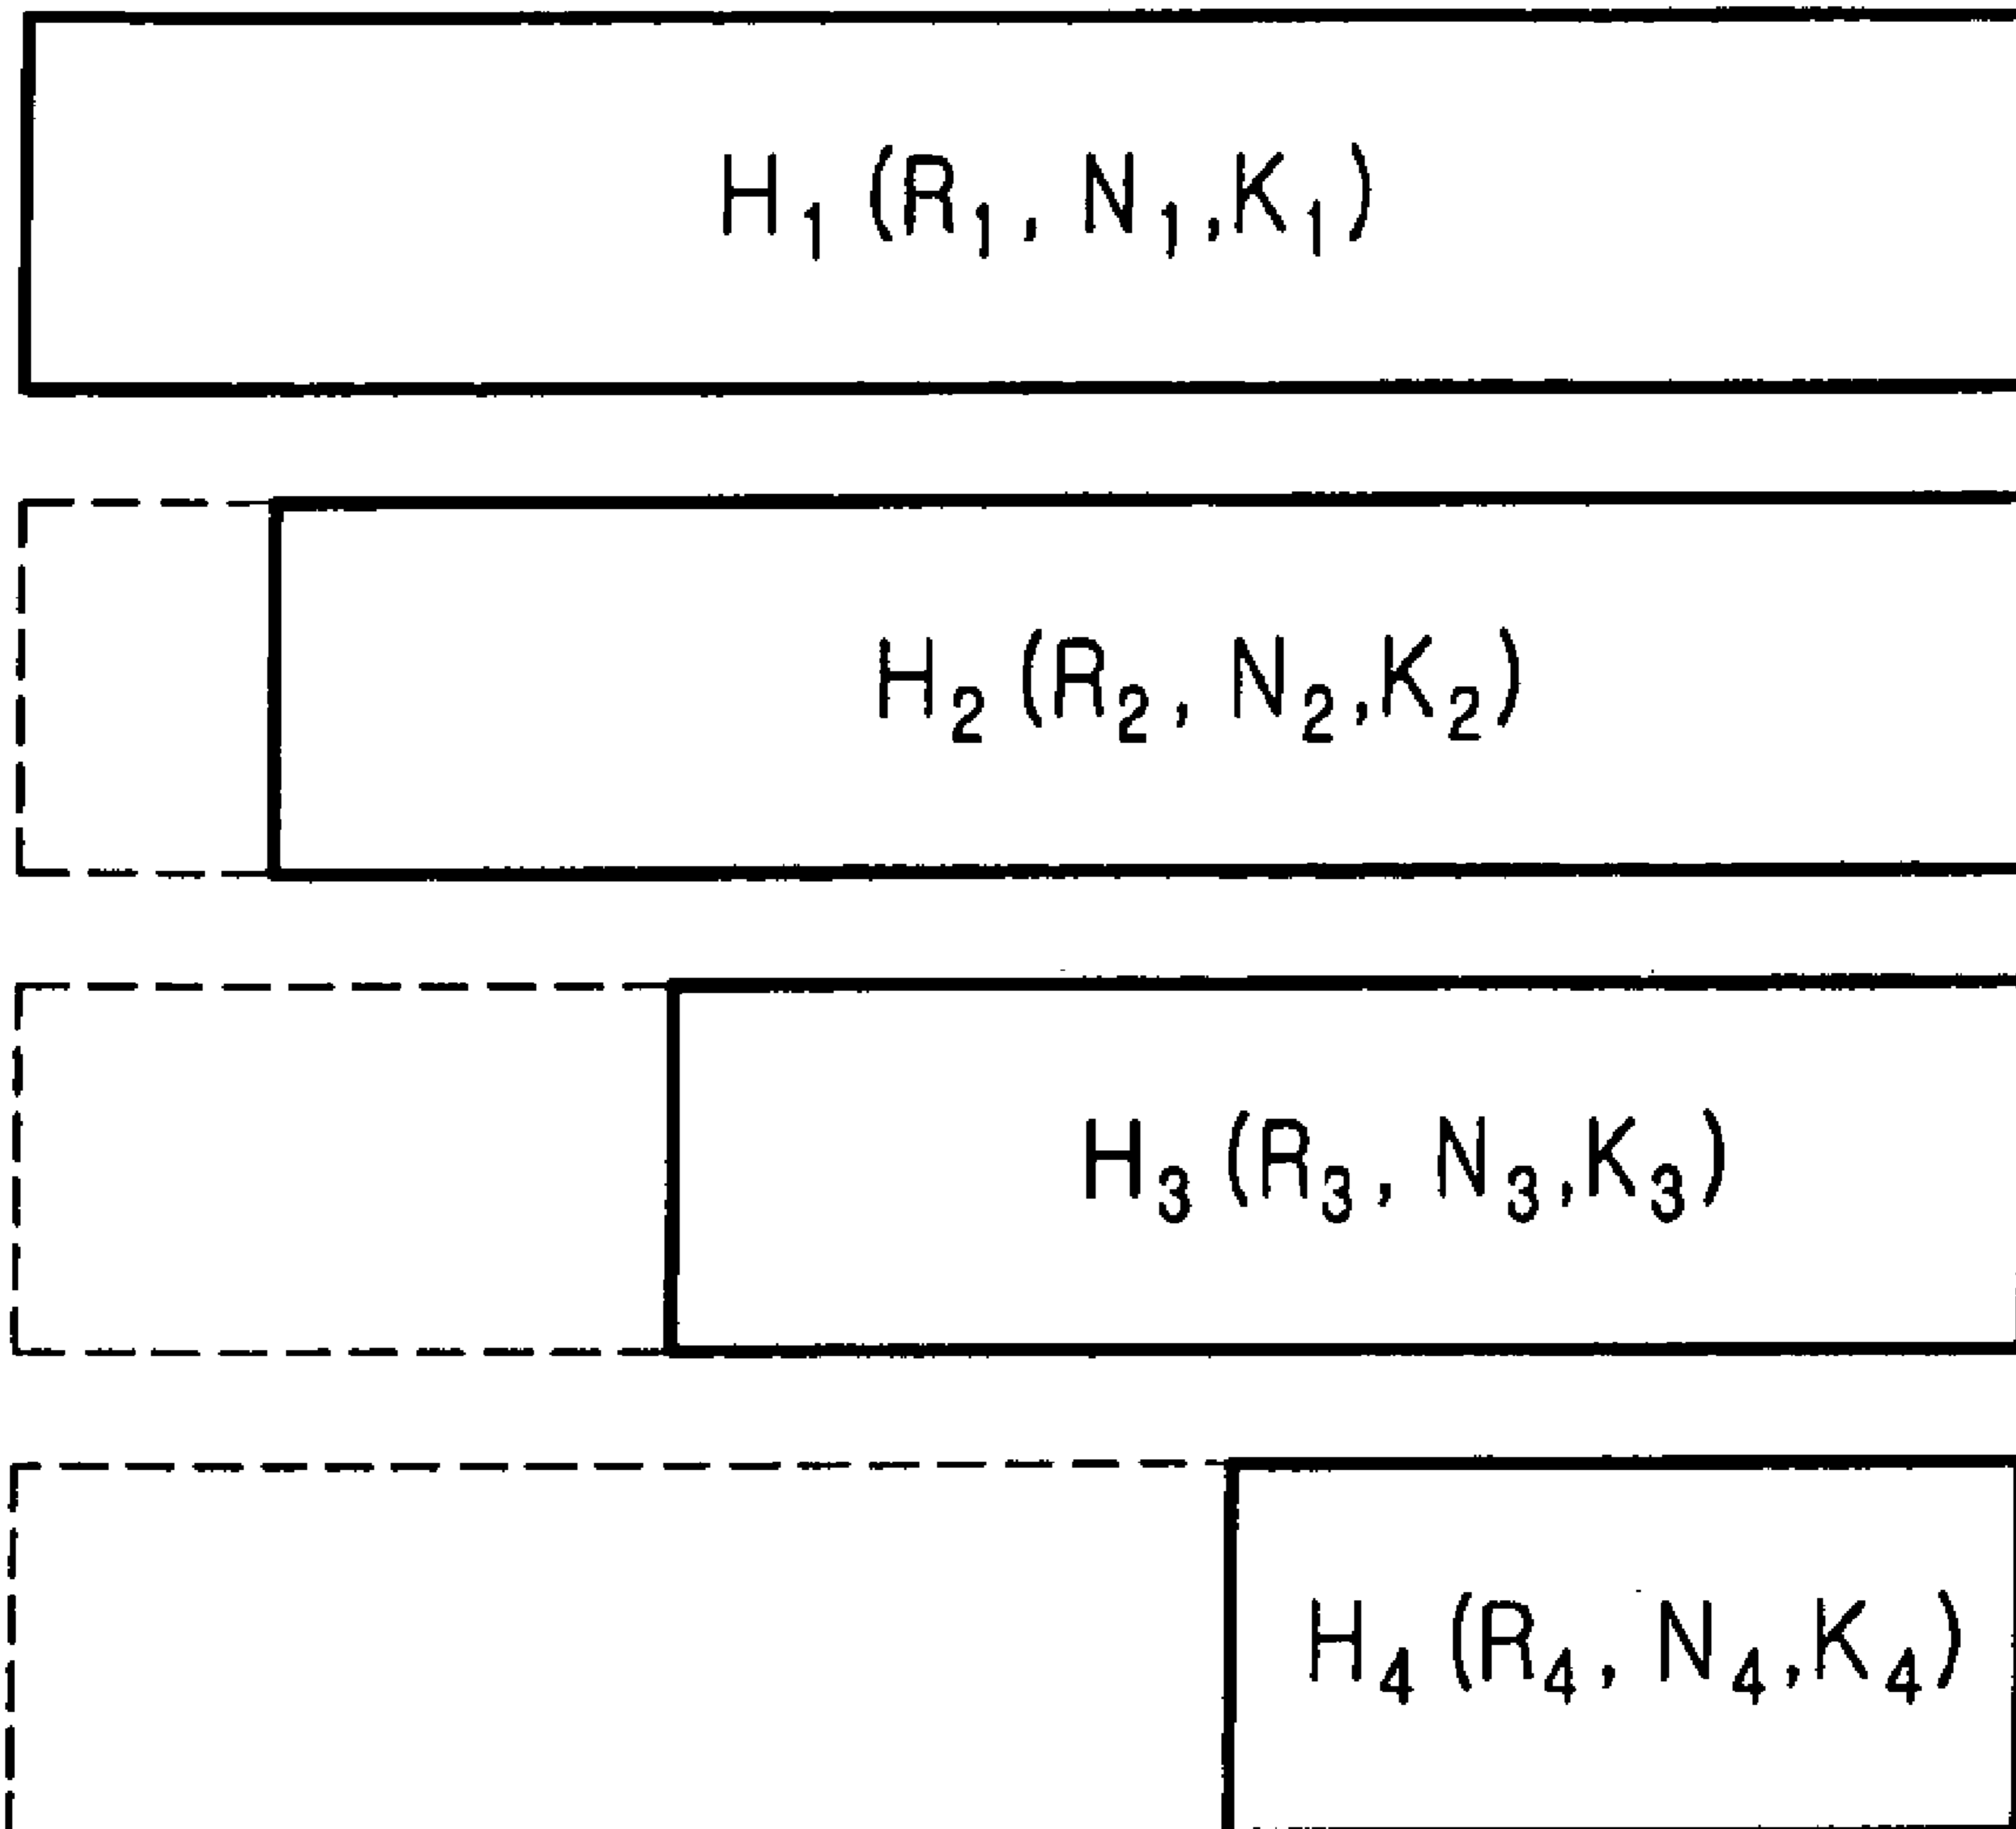 H₁ (R₁, N₁,K₁)
H₂ (R₂, N₂,K₂)
H₃ (R₃, N₃,K₃)
H₄ (R₄, N₄,K₄)